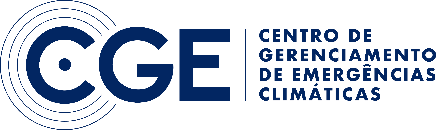 CGE
CENTRO DE
GERENCIAMENTO
DE EMERGÊNCIAS
CLIMÁTICAS